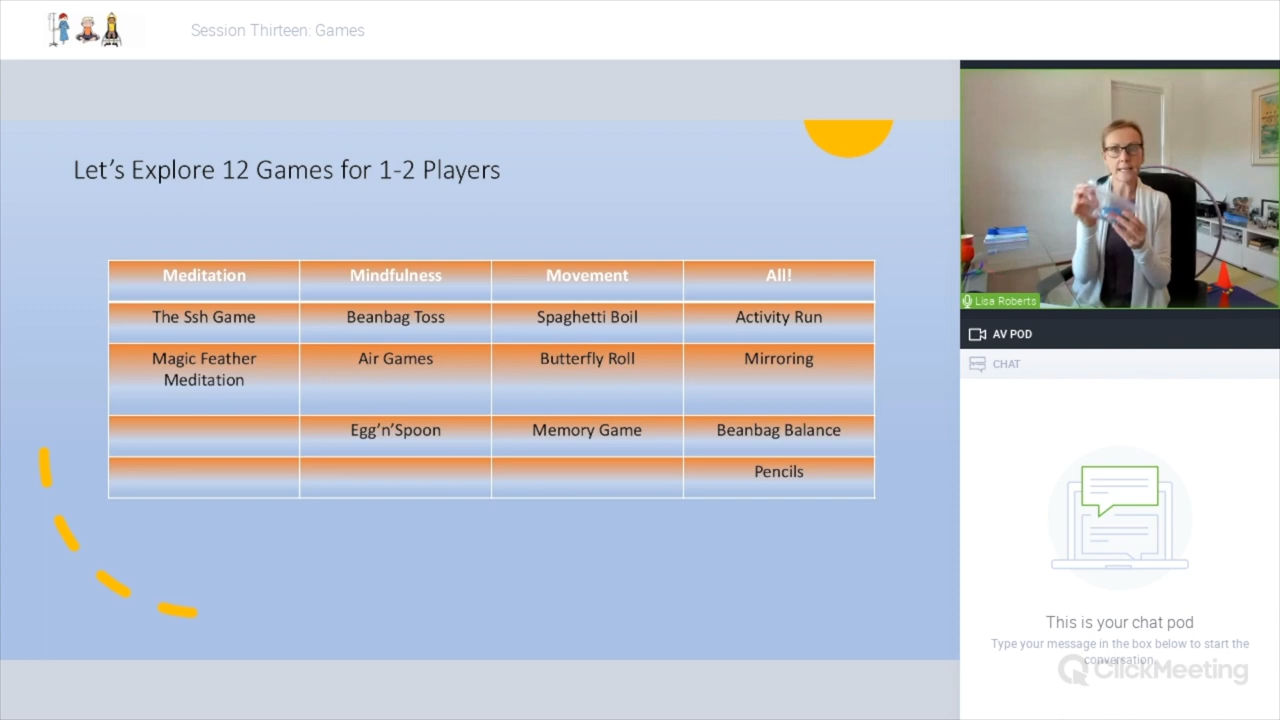 Session Thirteen: Games
Let's Explore 12 Games for 1-2 Players
Meditation Mindfulness Movement All!
The Ssh Game Beanbag Toss Spaghetti Boil Activity Run
Magic Feather Air Games Butterfly Roll Mirroring
Meditation
Egg'n'Spoon Memory Game Beanbag Balance
Pencils
Lisa Roberts
AV POD
CHAT
This is your chat pod
Type your message in the box below to start the
conversation.
ClickMeeting